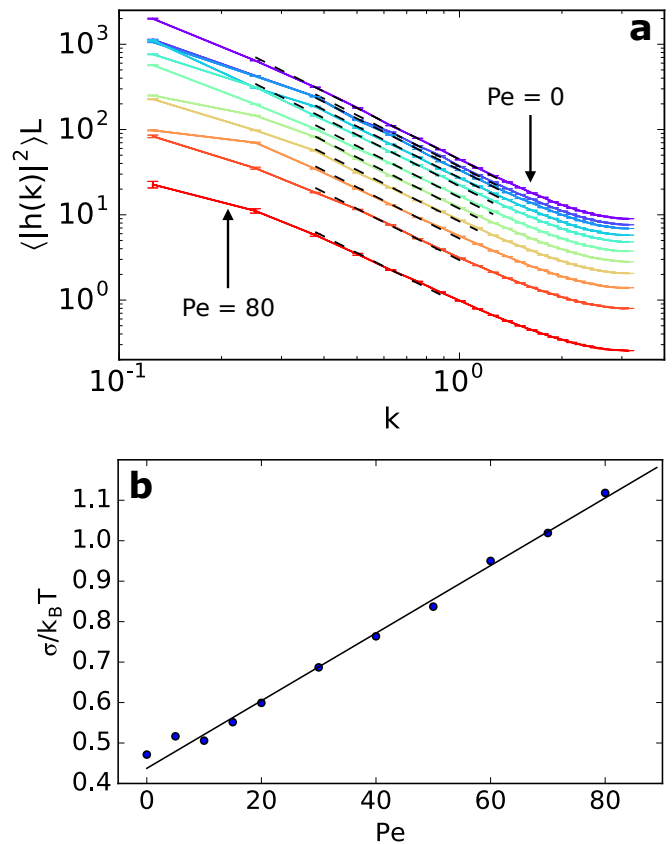 a
10³
10²
10¹
10⁰
⟨|h(k)|²⟩L
Pe = 0
Pe = 80
10⁻¹
10⁰
k
b
1.1
1.0
0.9
0.8
0.7
0.6
0.5
0.4
σ/k_BT
0 20 40 60 80
Pe